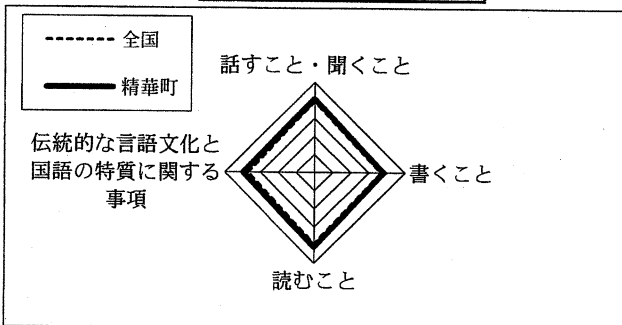 全国
精華町
話すこと・聞くこと
伝統的な言語文化と
国語の特質に関する
事項
書くこと
読むこと